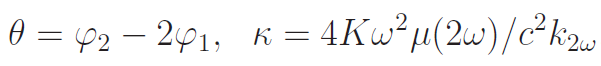 θ = φ₂ − 2φ₁, κ = 4Kω²μ(2ω)/c²k₂ω